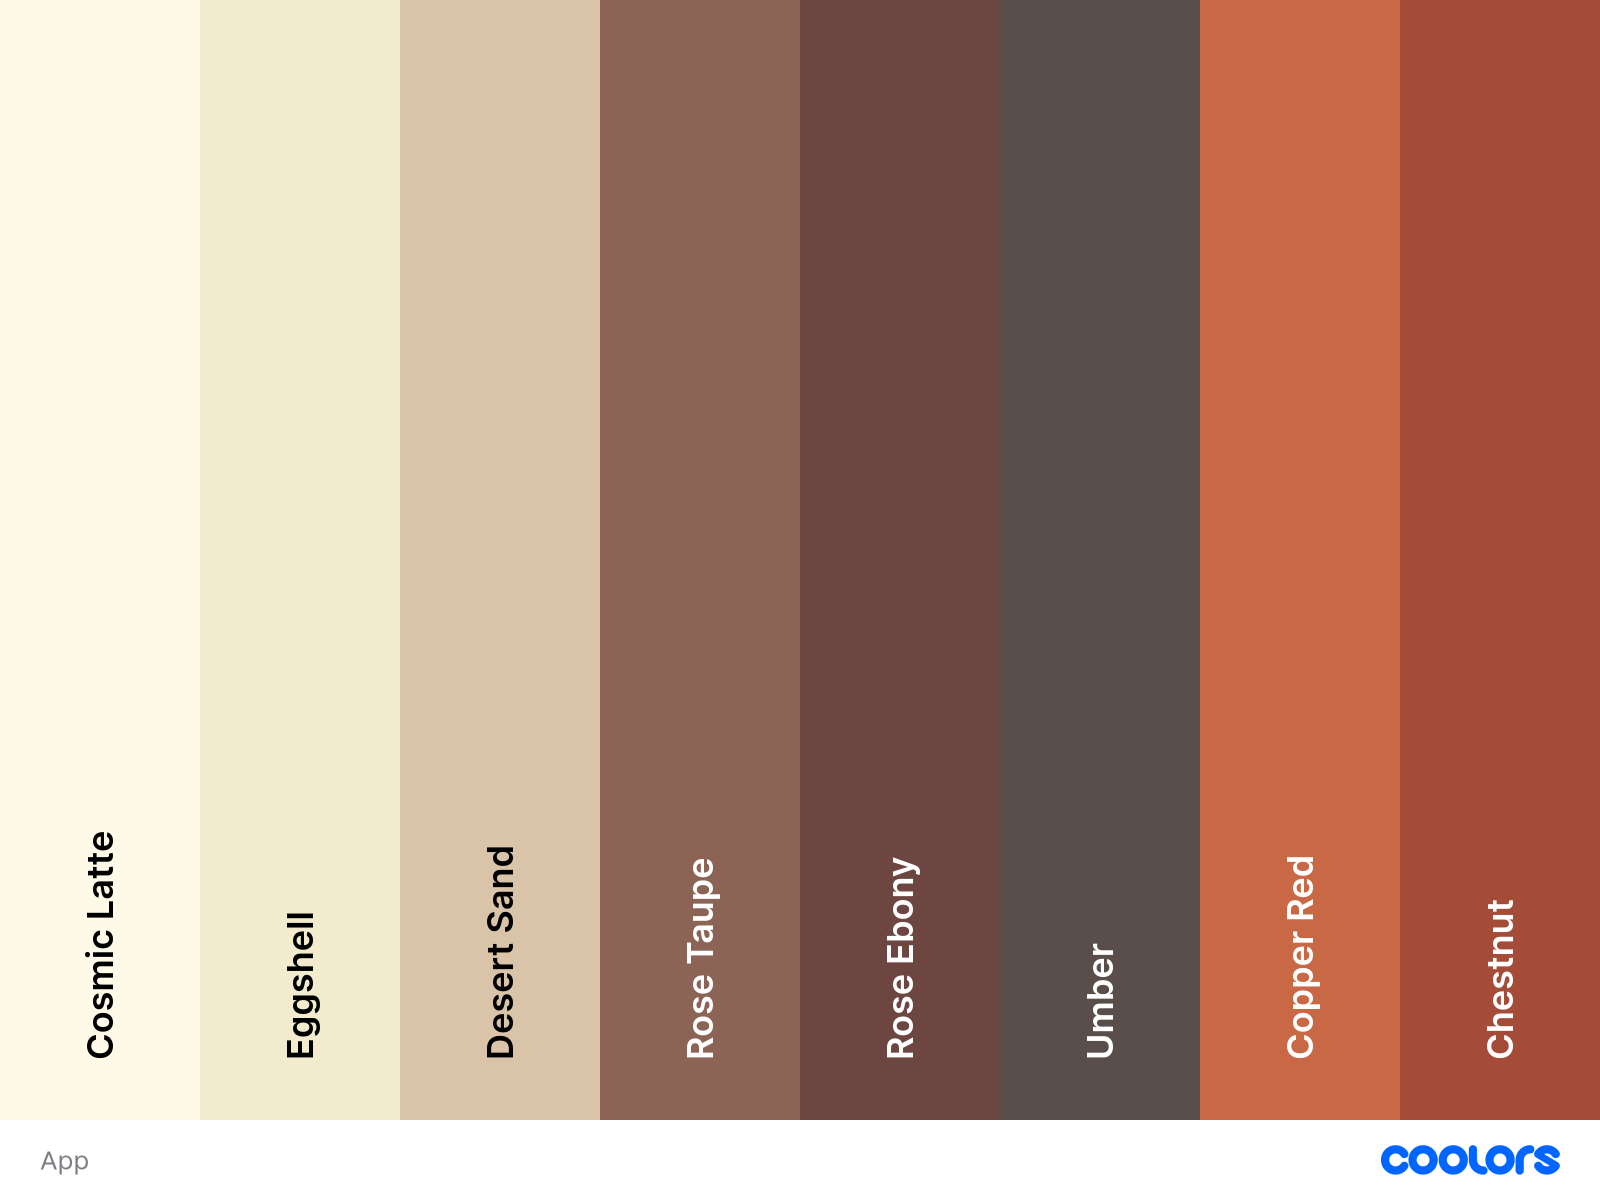 Cosmic Latte
Eggshell
Desert Sand
Rose Taupe
Rose Ebony
Umber
Copper Red
Chestnut
App
coolors